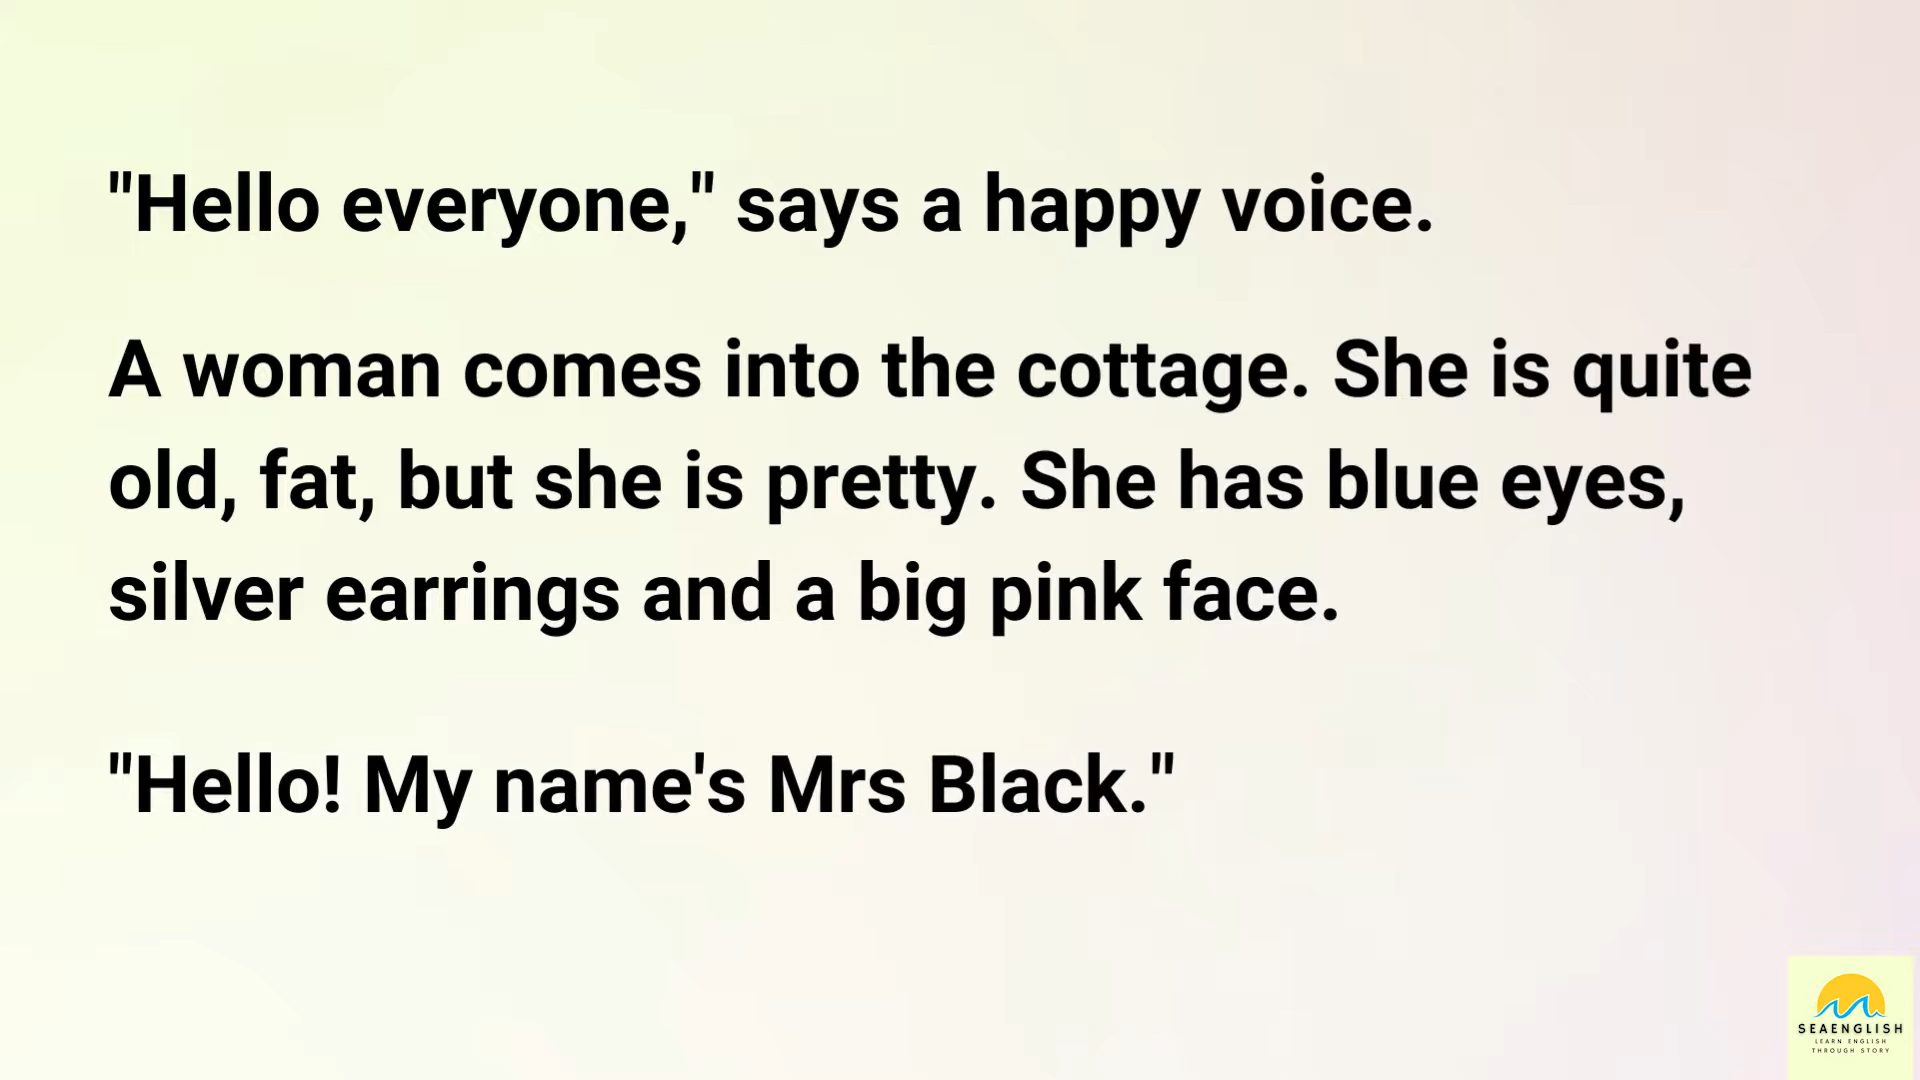 "Hello everyone," says a happy voice.
A woman comes into the cottage. She is quite
old, fat, but she is pretty. She has blue eyes,
silver earrings and a big pink face.
"Hello! My name's Mrs Black."
SEAENGLISH
LEARN ENGLISH
THROUGH STORY